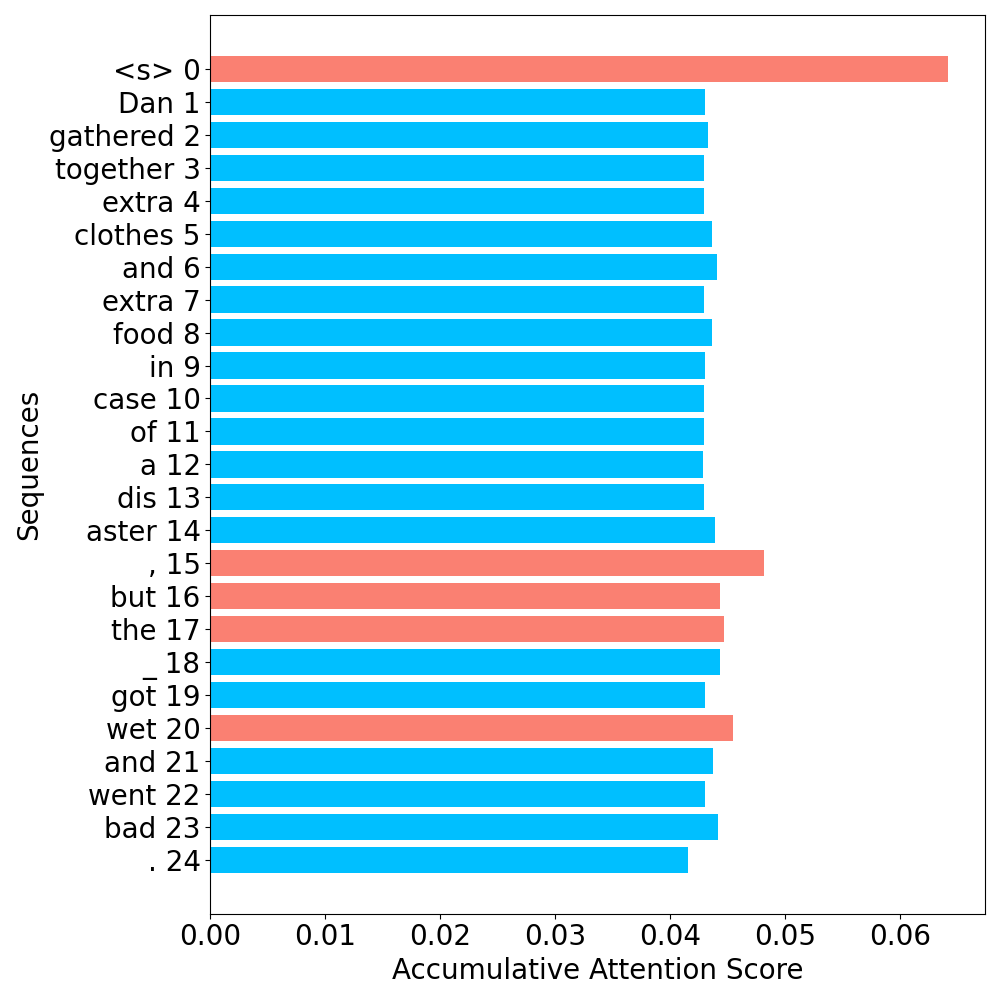 <s> 0
Dan 1
gathered 2
together 3
extra 4
clothes 5
and 6
extra 7
food 8
in 9
case 10
of 11
a 12
dis 13
aster 14
, 15
but 16
the 17
_ 18
got 19
wet 20
and 21
went 22
bad 23
. 24
Sequences
0.00 0.01 0.02 0.03 0.04 0.05 0.06
Accumulative Attention Score